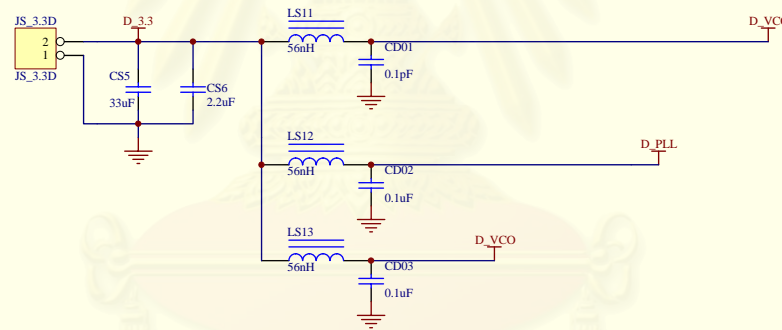 JS_3.3D
D_3.3
LS11
D_VCO
2
1
56nH
CD01
0.1pF
JS_3.3D
CS5
33uF
CS6
2.2uF
LS12
D_PLL
56nH
CD02
0.1uF
LS13
D_VCO
56nH
CD03
0.1uF